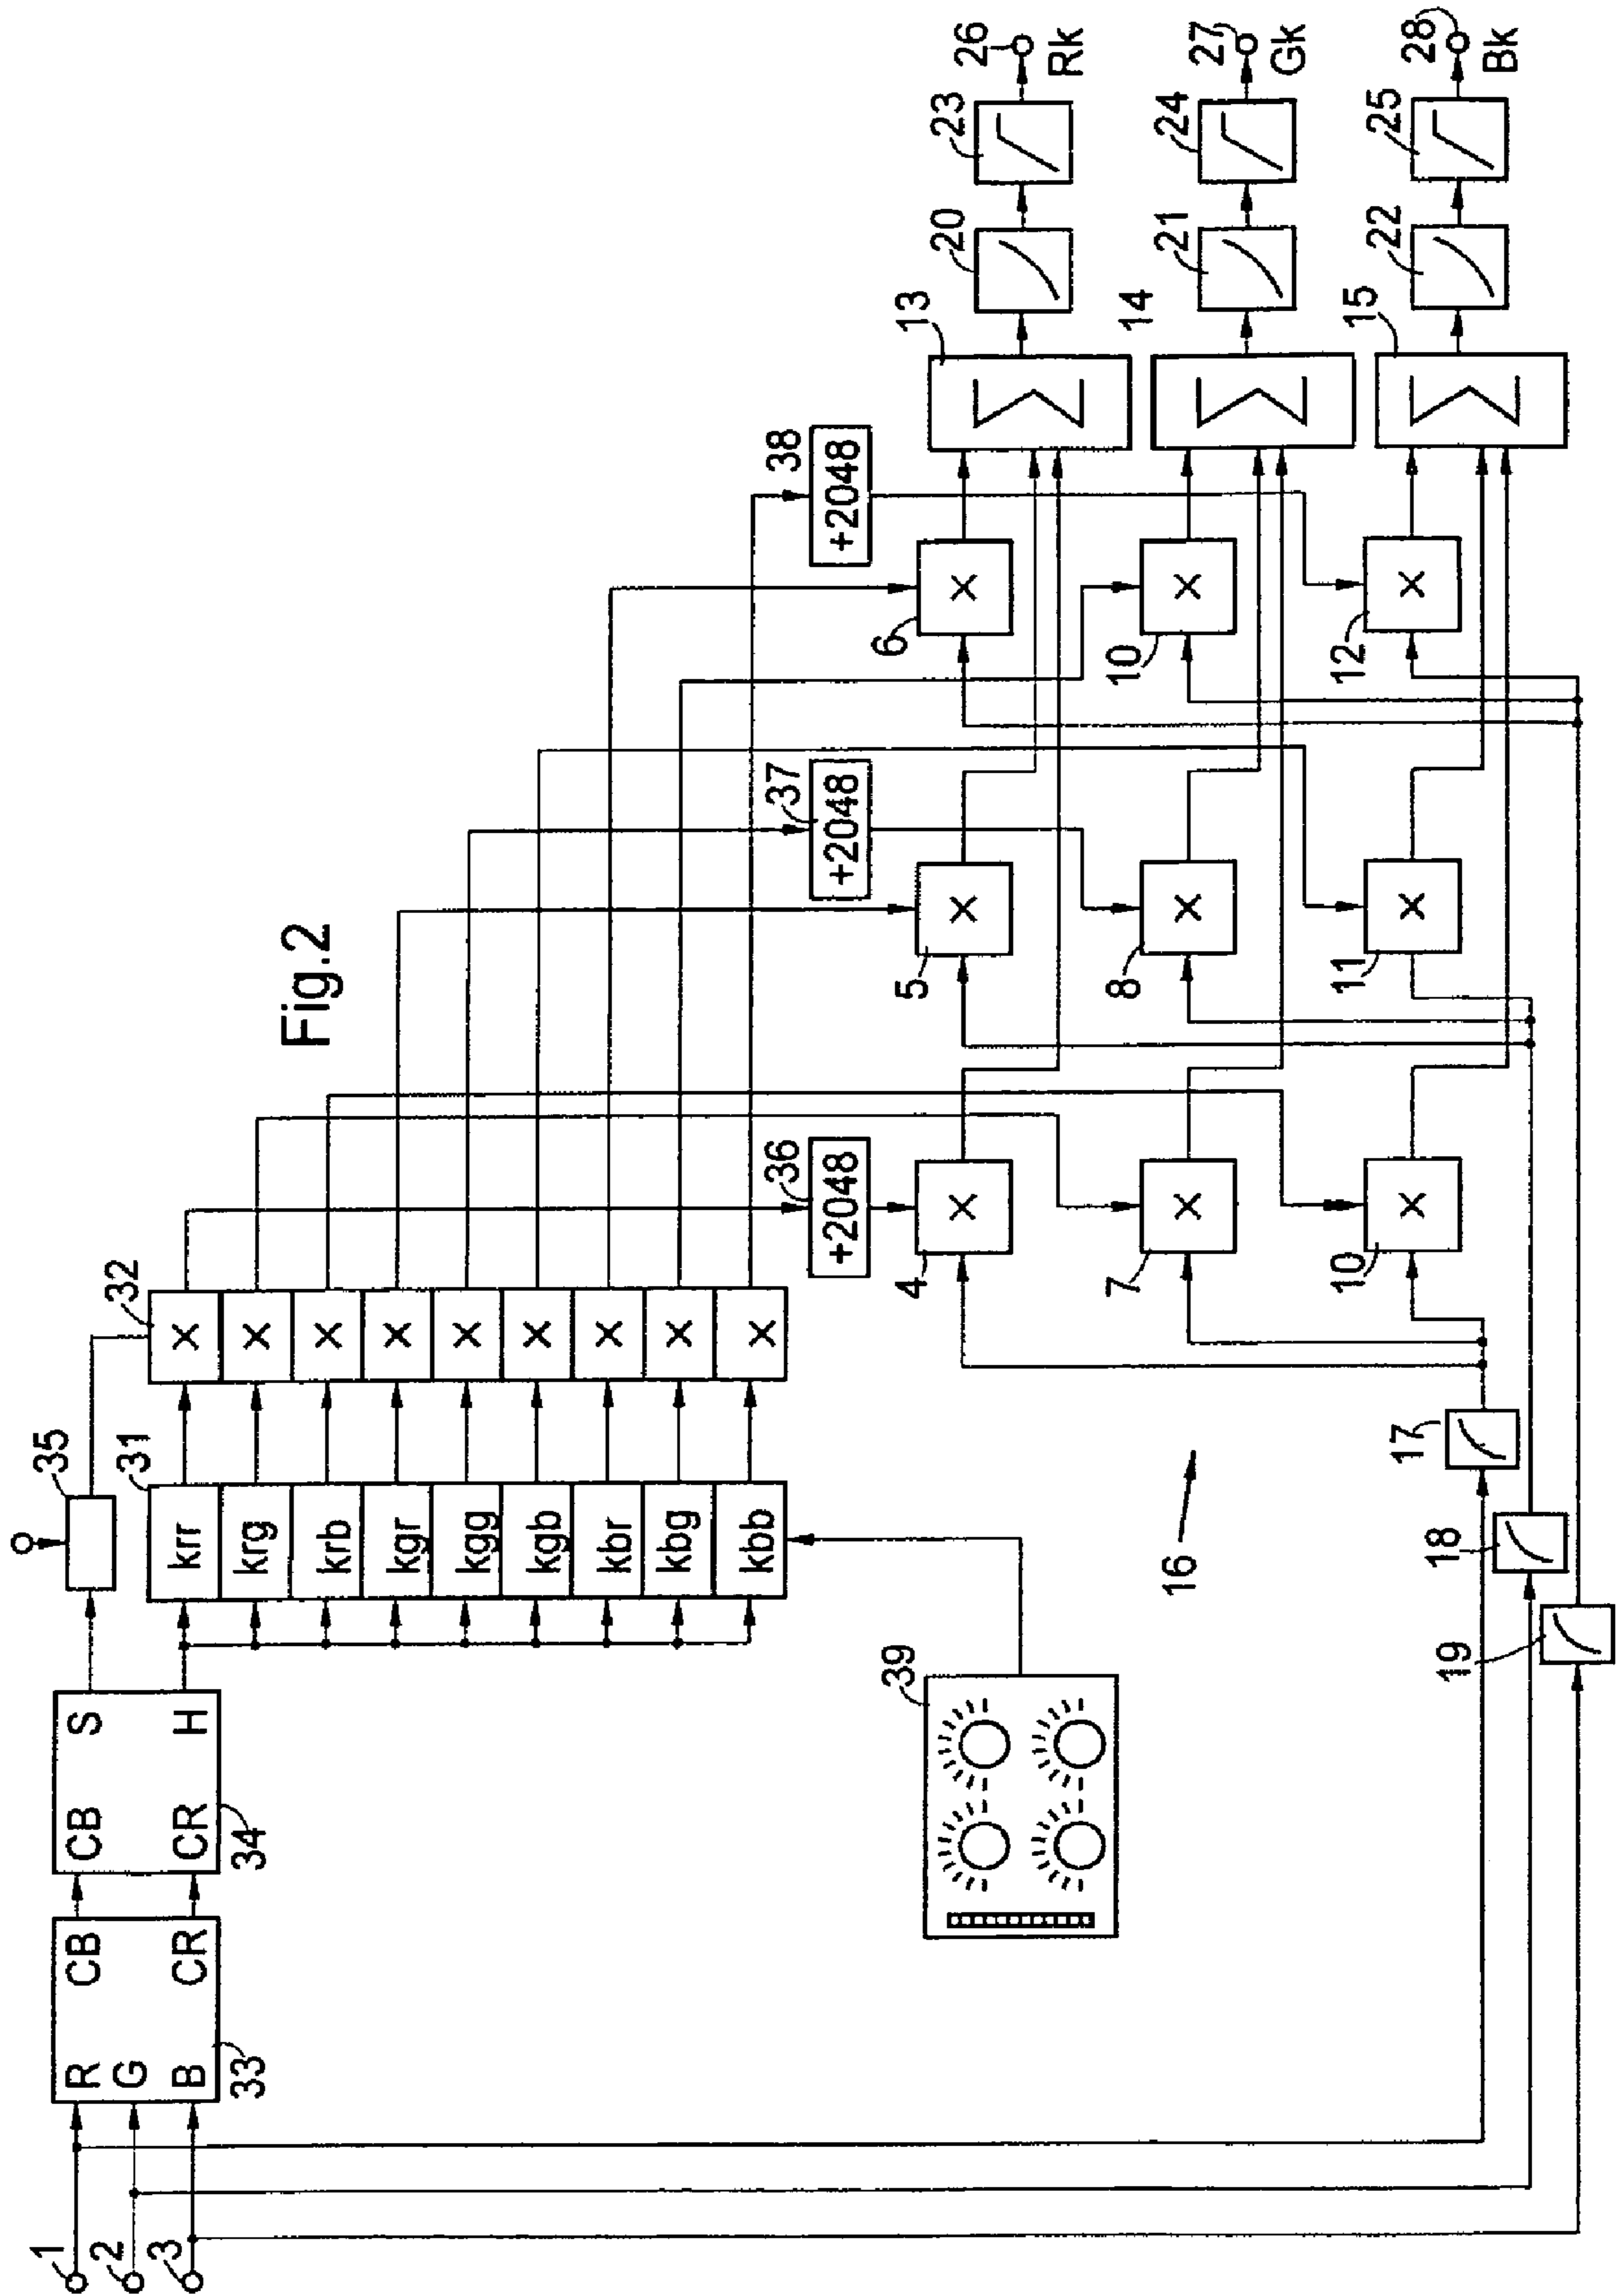 Fig.2
1
2
3
R CB
G
B CR
33
CB S
CR H
34
35
31
krr
krg
krb
kgr
kgg
kgb
kbr
kbg
kbb
32
×
×
×
×
×
×
×
×
×
39
36
+2048
37
+2048
38
+2048
4
×
5
×
6
×
7
×
8
×
10
×
10
×
11
×
12
×
13
Σ
14
Σ
15
Σ
16
17
18
19
20
21
22
23
24
25
26
Rk
27
Gk
28
Bk